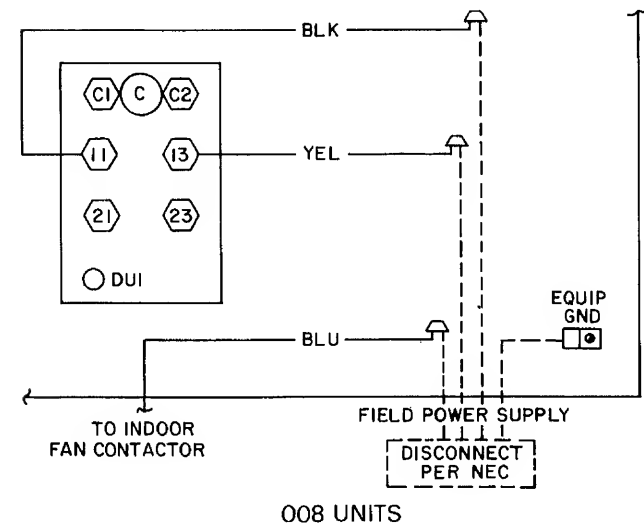 BLK
C1 C C2
11 13
YEL
21 23
DU1
EQUIP
GND
BLU
TO INDOOR
FAN CONTACTOR
FIELD POWER SUPPLY
DISCONNECT
PER NEC
008 UNITS